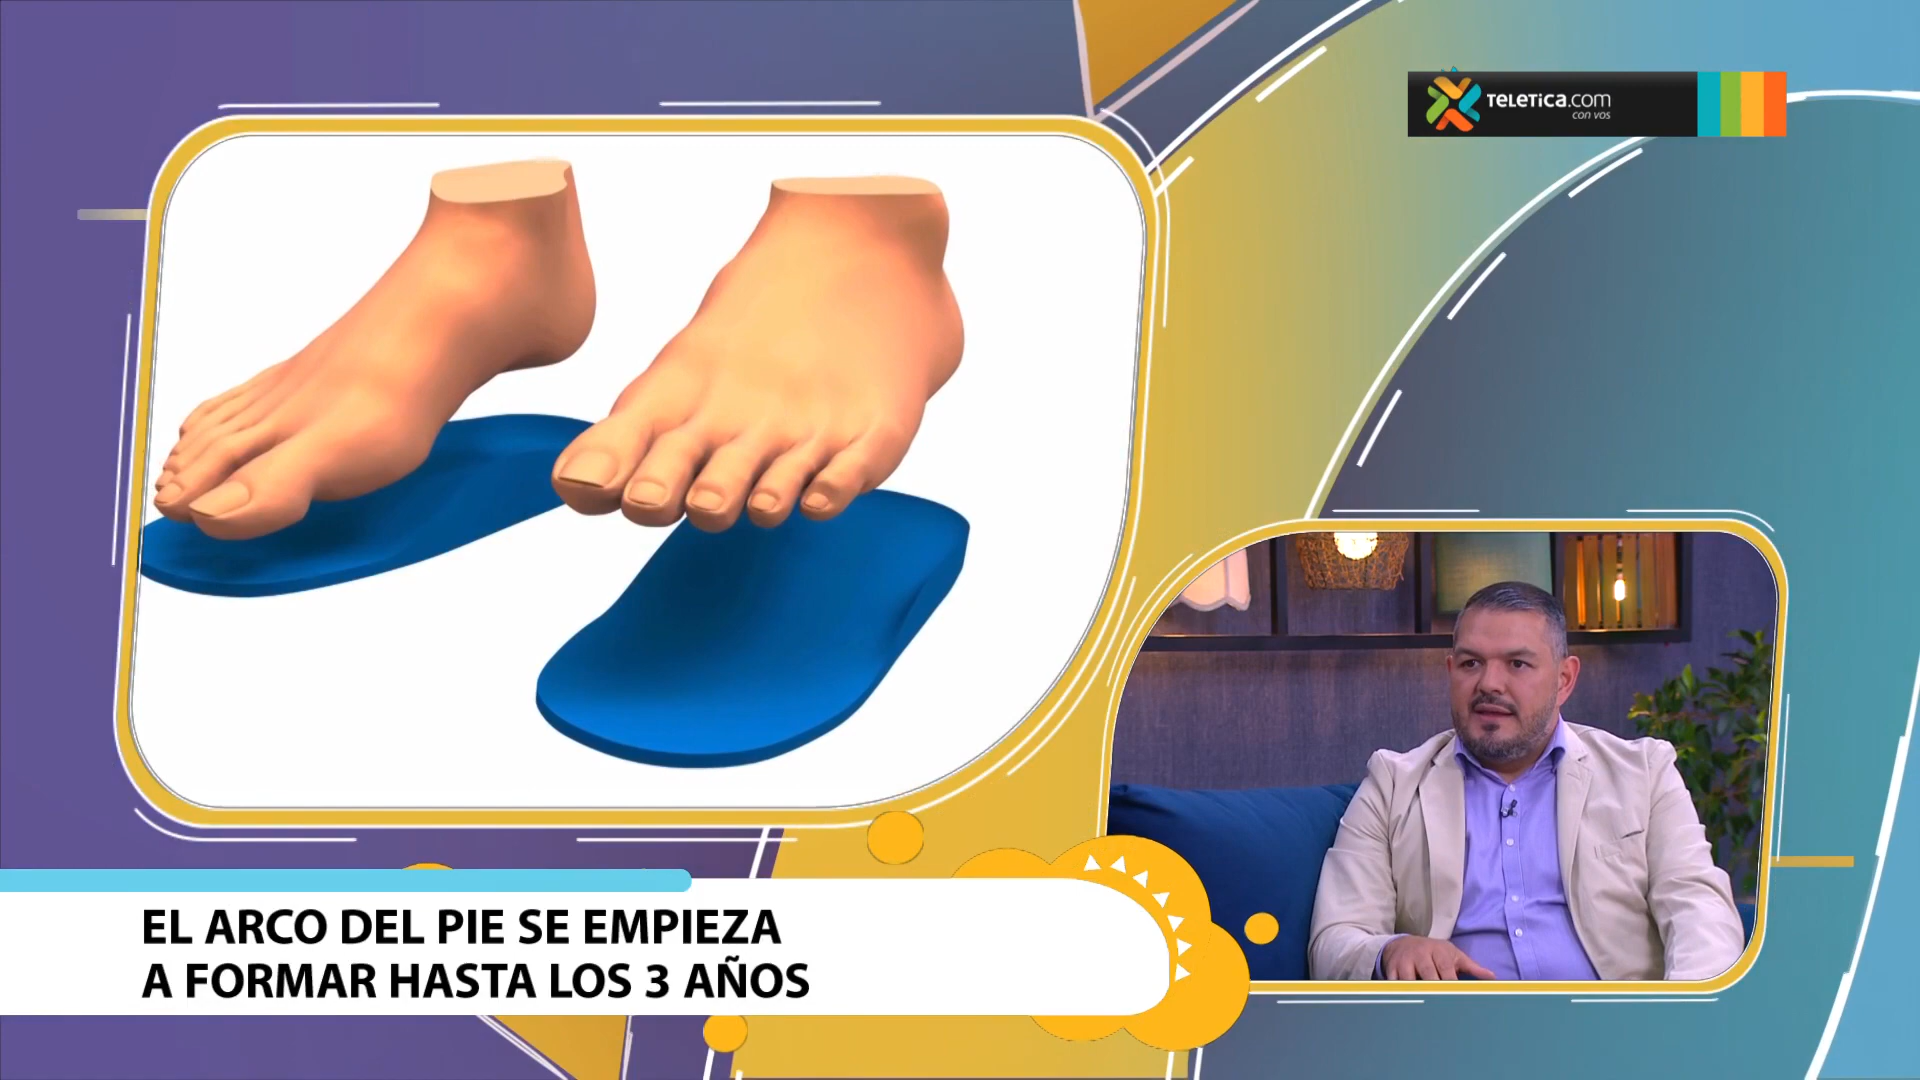 TELETICA.com
con vos
EL ARCO DEL PIE SE EMPIEZA
A FORMAR HASTA LOS 3 AÑOS